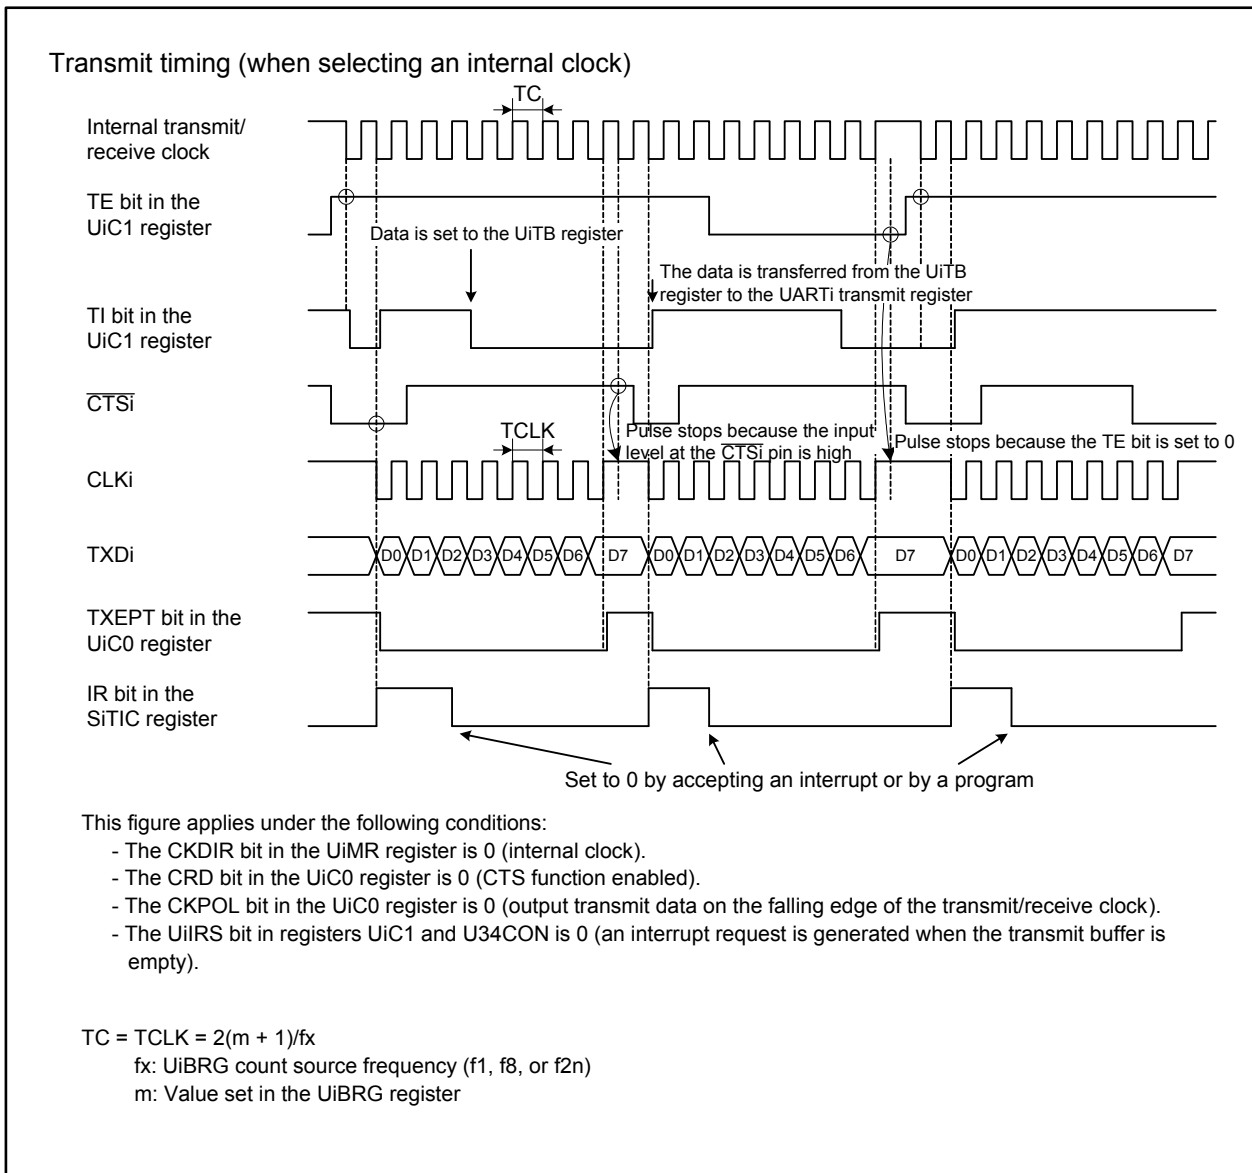 Transmit timing (when selecting an internal clock)
TC
Internal transmit/
receive clock
TE bit in the
UiC1 register
Data is set to the UiTB register
The data is transferred from the UiTB
register to the UARTi transmit register
TI bit in the
UiC1 register
CTSi
TCLK
Pulse stops because the input
level at the CTSi pin is high
Pulse stops because the TE bit is set to 0
CLKi
TXDi
D0 D1 D2 D3 D4 D5 D6 D7 D0 D1 D2 D3 D4 D5 D6 D7 D0 D1 D2 D3 D4 D5 D6 D7
TXEPT bit in the
UiC0 register
IR bit in the
SiTIC register
Set to 0 by accepting an interrupt or by a program
This figure applies under the following conditions:
- The CKDIR bit in the UiMR register is 0 (internal clock).
- The CRD bit in the UiC0 register is 0 (CTS function enabled).
- The CKPOL bit in the UiC0 register is 0 (output transmit data on the falling edge of the transmit/receive clock).
- The UiIRS bit in registers UiC1 and U34CON is 0 (an interrupt request is generated when the transmit buffer is
empty).
TC = TCLK = 2(m + 1)/fx
fx: UiBRG count source frequency (f1, f8, or f2n)
m: Value set in the UiBRG register